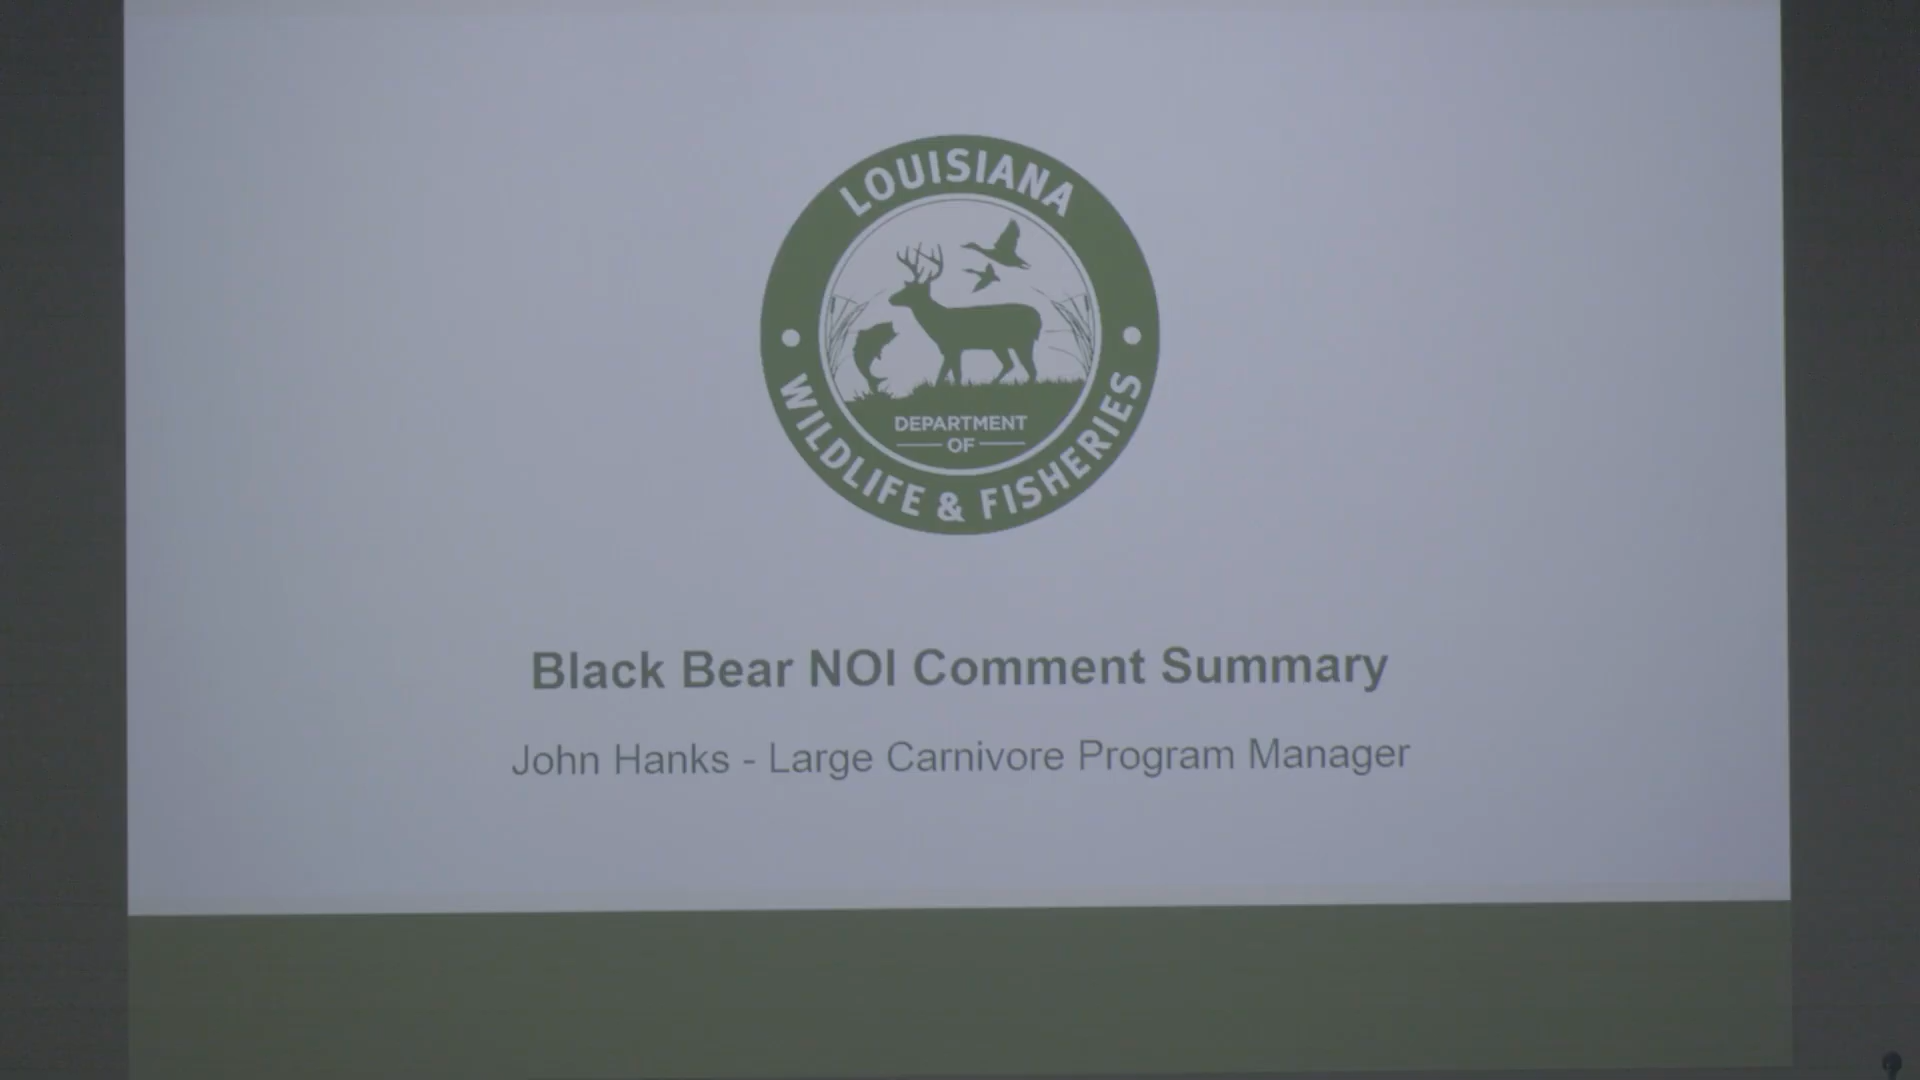 LOUISIANA
DEPARTMENT
OF
WILDLIFE & FISHERIES
Black Bear NOI Comment Summary
John Hanks - Large Carnivore Program Manager